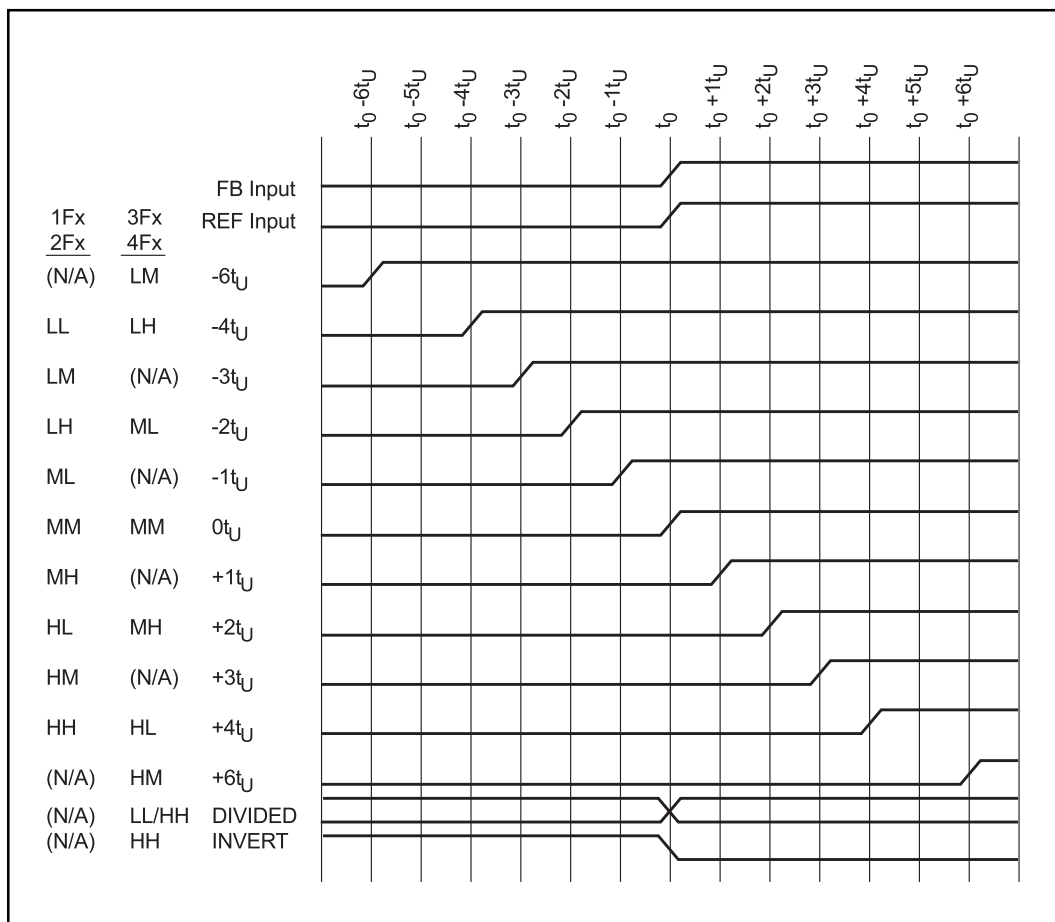 t0 -6tU
t0 -5tU
t0 -4tU
t0 -3tU
t0 -2tU
t0 -1tU
t0
t0 +1tU
t0 +2tU
t0 +3tU
t0 +4tU
t0 +5tU
t0 +6tU
FB Input
1Fx 3Fx REF Input
2Fx 4Fx
(N/A) LM -6tU
LL LH -4tU
LM (N/A) -3tU
LH ML -2tU
ML (N/A) -1tU
MM MM 0tU
MH (N/A) +1tU
HL MH +2tU
HM (N/A) +3tU
HH HL +4tU
(N/A) HM +6tU
(N/A) LL/HH DIVIDED
(N/A) HH INVERT